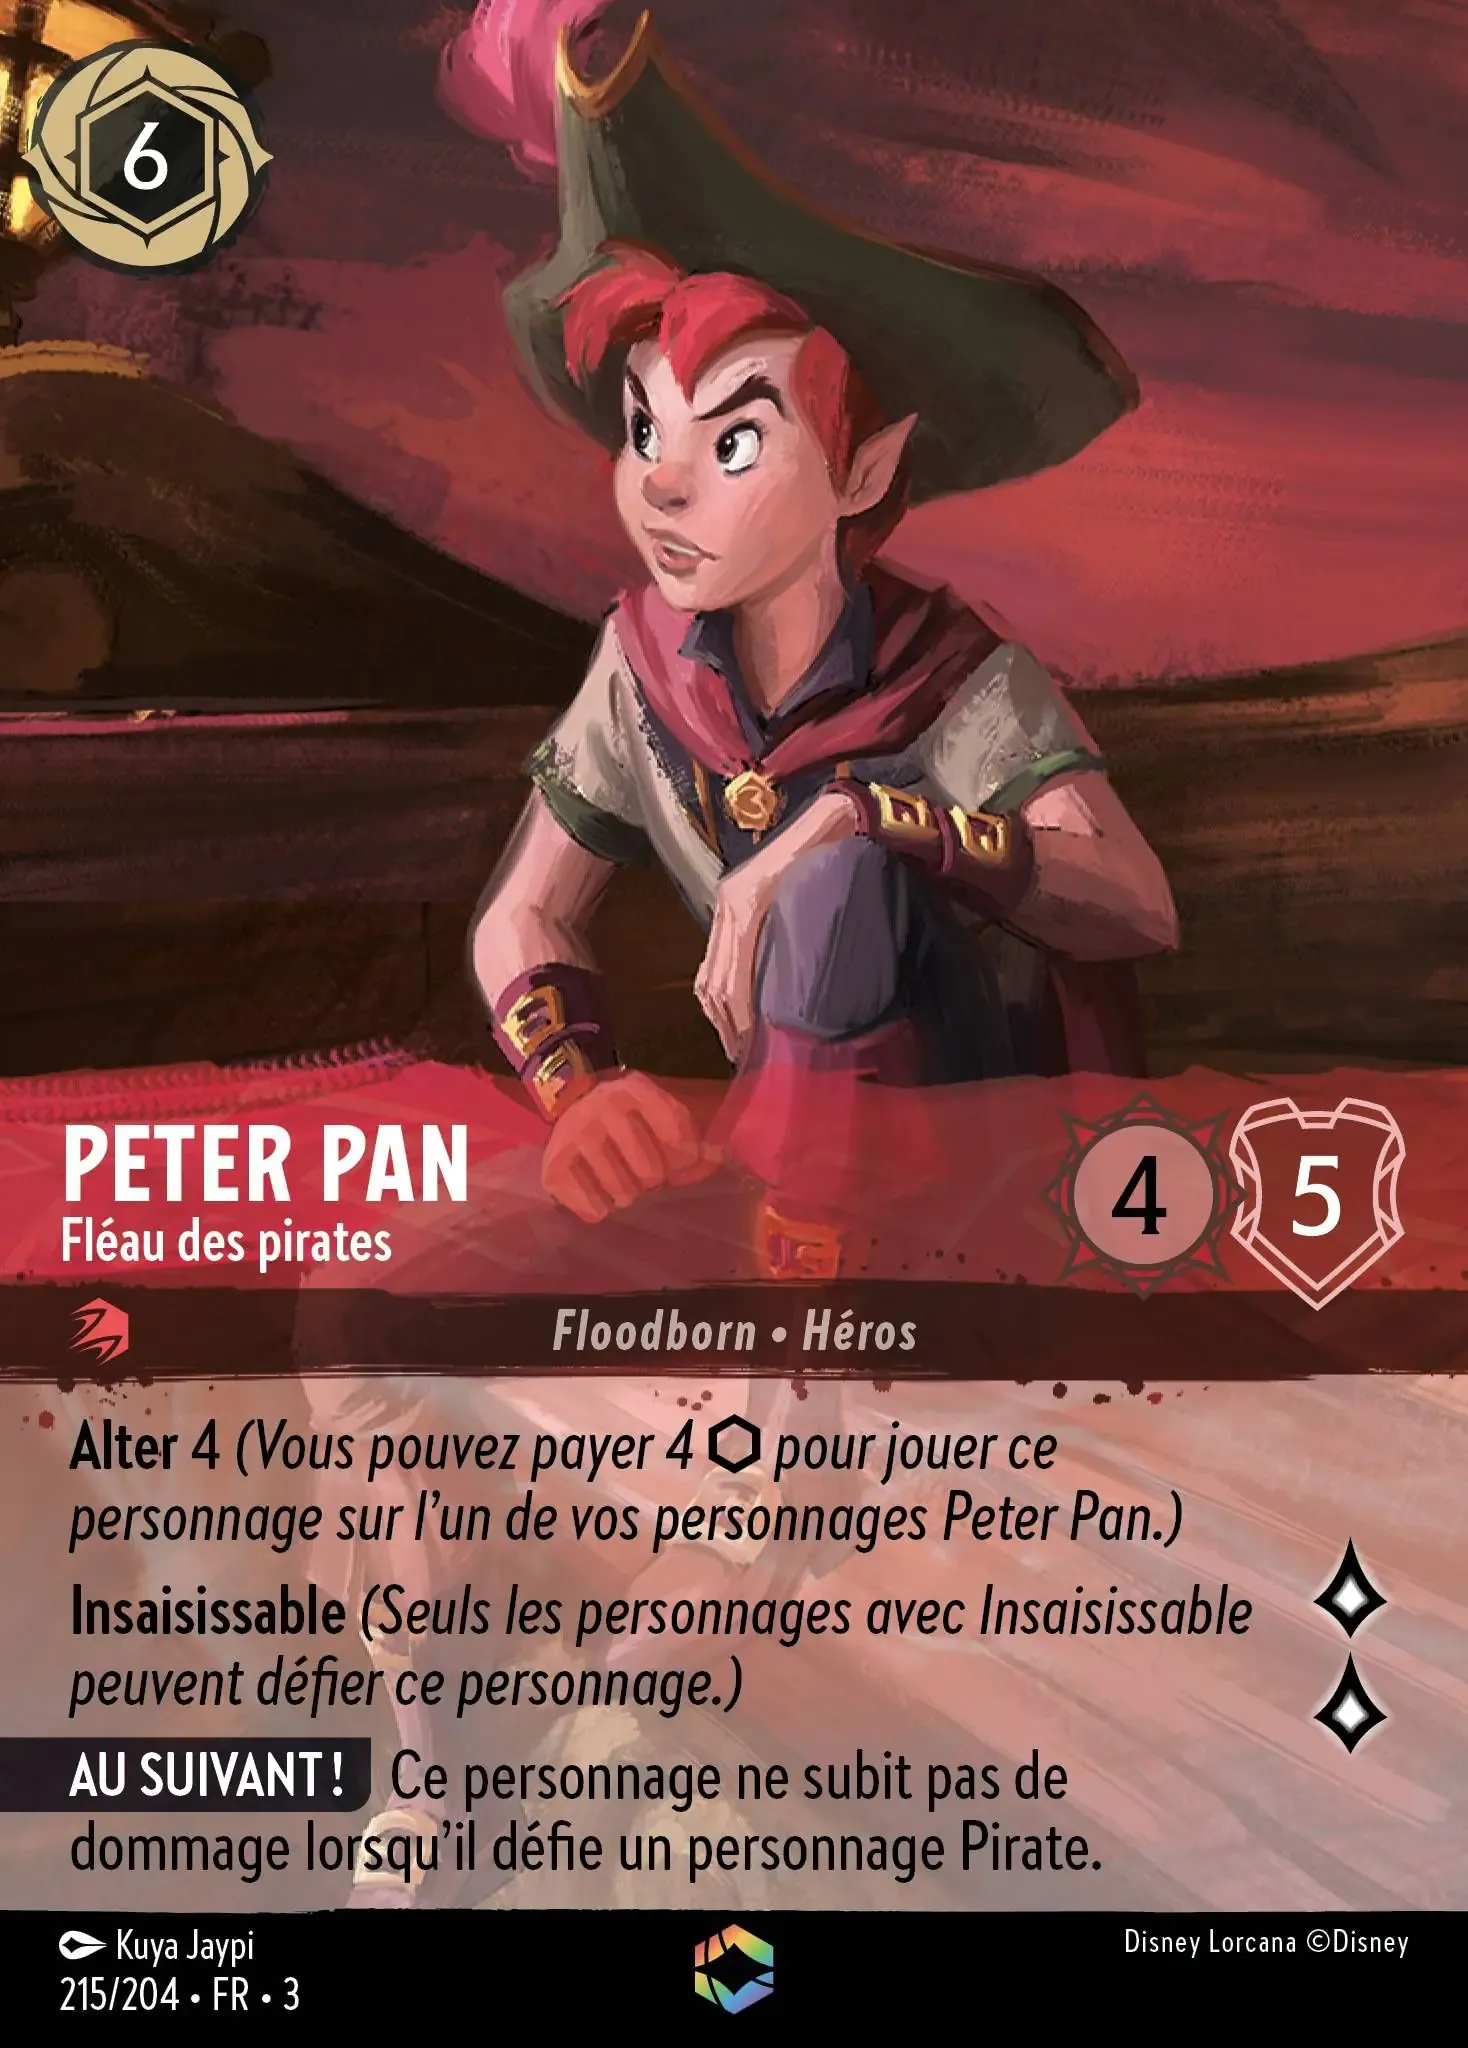 6
PETER PAN
Fléau des pirates
4
5
Floodborn • Héros
Alter 4 (Vous pouvez payer 4 ⬡ pour jouer ce
personnage sur l'un de vos personnages Peter Pan.)
Insaisissable (Seuls les personnages avec Insaisissable
peuvent défier ce personnage.)
AU SUIVANT ! Ce personnage ne subit pas de
dommage lorsqu'il défie un personnage Pirate.
Kuya Jaypi
Disney Lorcana ©Disney
215/204 • FR • 3